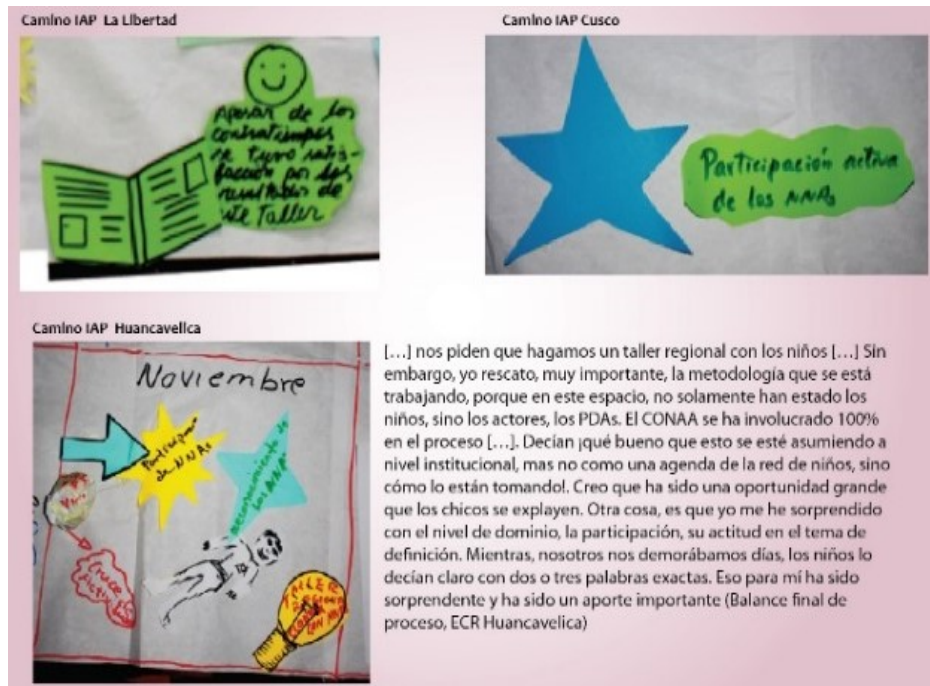 Camino IAP La Libertad
Camino IAP Cusco
Apesar de los
contratiempos
se tuvo satis-
facción por los
resultados de
este Taller
Participación activa
de los NNAs
Camino IAP Huancavelica
Noviembre
Participación
de NNAs
Reconocimiento de
los NNAs
Cruce
[…] nos piden que hagamos un taller regional con los niños […] Sin
embargo, yo rescato, muy importante, la metodología que se está
trabajando, porque en este espacio, no solamente han estado los
niños, sino los actores, los PDAs. El CONAA se ha involucrado 100%
en el proceso […]. Decían ¡qué bueno que esto se esté asumiendo a
nivel institucional, mas no como una agenda de la red de niños, sino
cómo lo están tomando!. Creo que ha sido una oportunidad grande
que los chicos se explayen. Otra cosa, es que yo me he sorprendido
con el nivel de dominio, la participación, su actitud en el tema de
definición. Mientras, nosotros nos demorábamos días, los niños lo
decían claro con dos o tres palabras exactas. Eso para mí ha sido
sorprendente y ha sido un aporte importante (Balance final de
proceso, ECR Huancavelica)